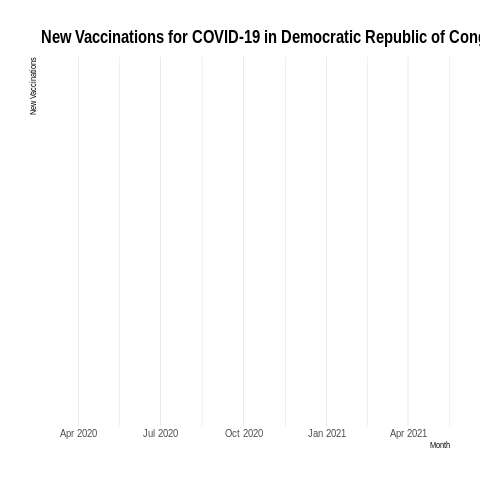 New Vaccinations for COVID-19 in Democratic Republic of Cong
New Vaccinations
Apr 2020
Jul 2020
Oct 2020
Jan 2021
Apr 2021
Month